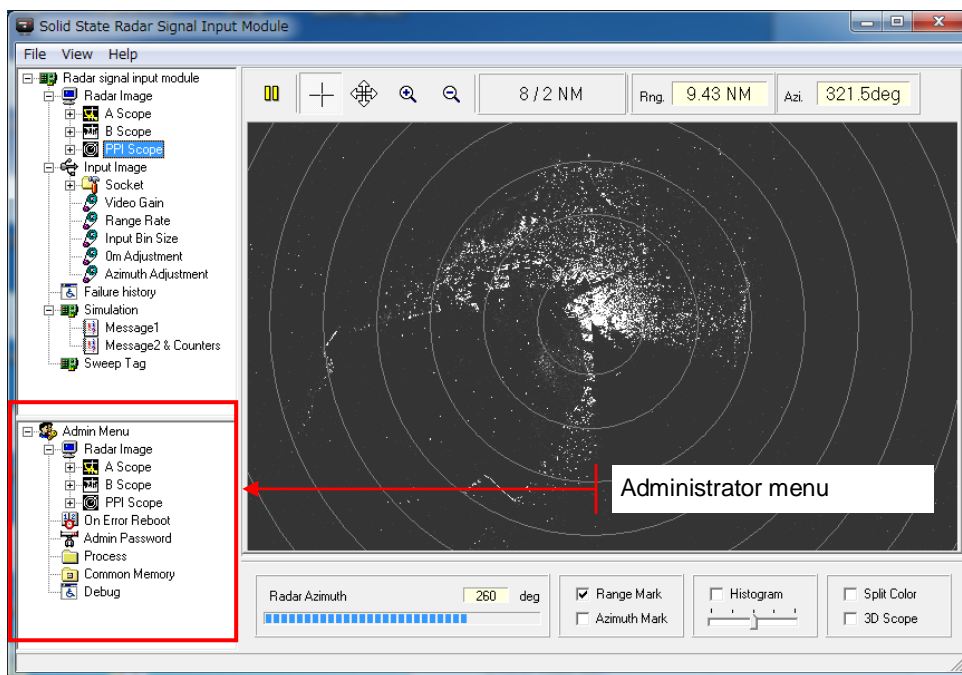 Solid State Radar Signal Input Module
File View Help
Radar signal input module
Radar Image
A Scope
B Scope
PPI Scope
Input Image
Socket
Video Gain
Range Rate
Input Bin Size
0m Adjustment
Azimuth Adjustment
Failure history
Simulation
Message1
Message2 & Counters
Sweep Tag
Admin Menu
Radar Image
A Scope
B Scope
PPI Scope
On Error Reboot
Admin Password
Process
Common Memory
Debug
8 / 2 NM Rng. 9.43 NM Azi. 321.5deg
Administrator menu
Radar Azimuth 260 deg
Range Mark
Azimuth Mark
Histogram
Split Color
3D Scope